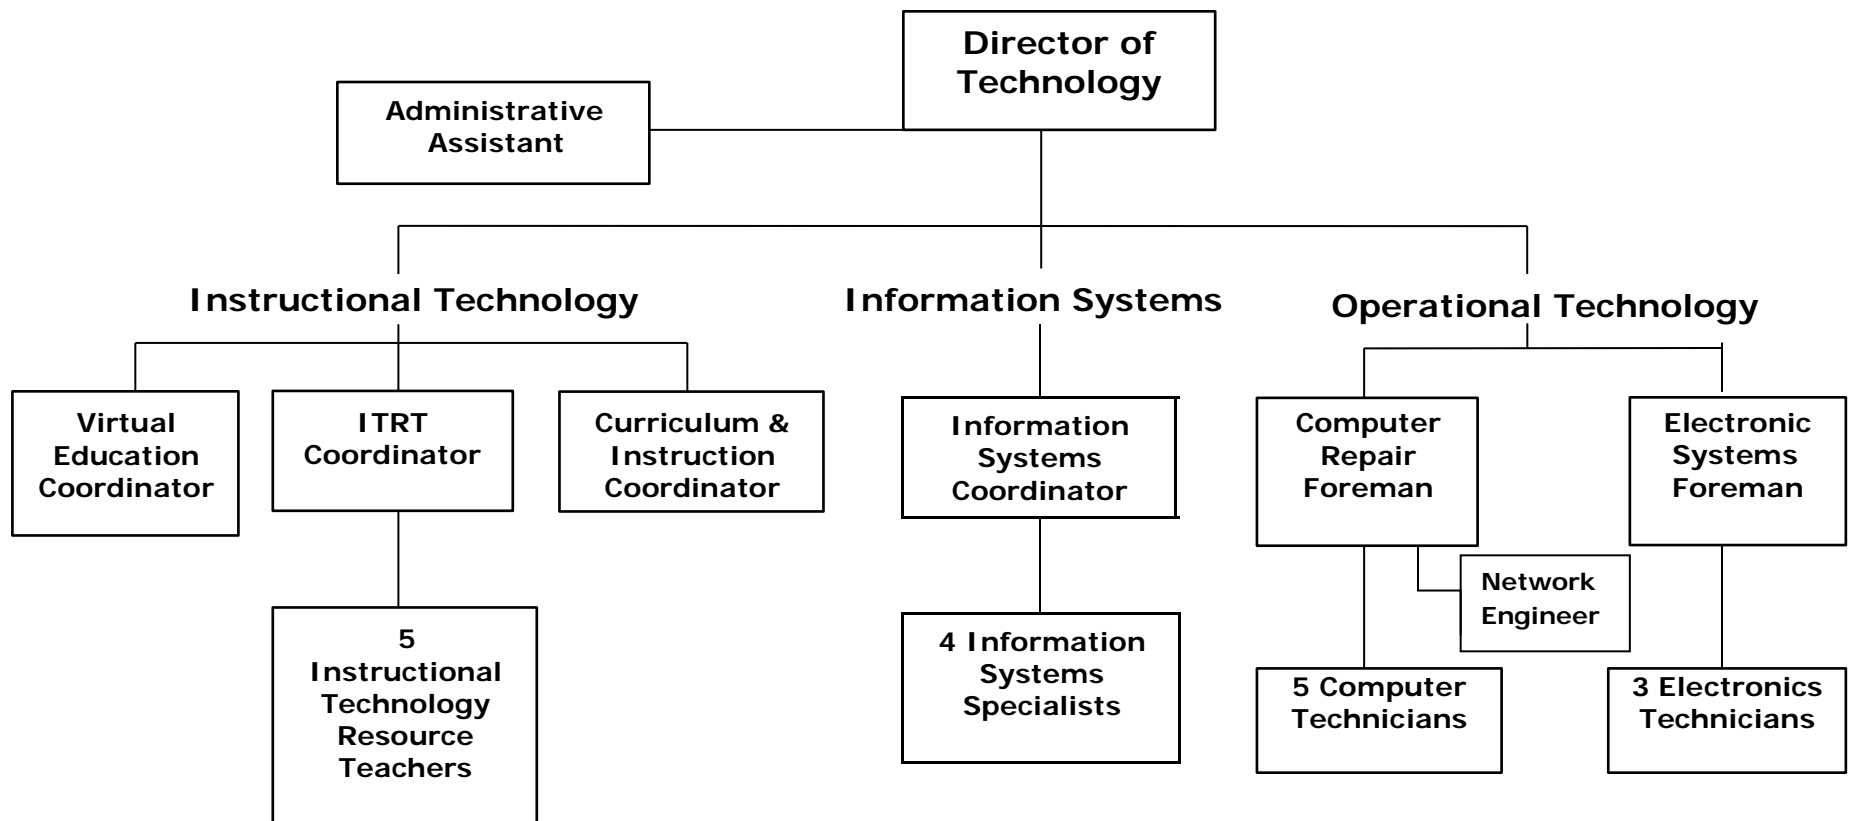 Director of
Technology
Administrative
Assistant
Instructional Technology
Information Systems
Operational Technology
Virtual
Education
Coordinator
ITRT
Coordinator
Curriculum &
Instruction
Coordinator
Information
Systems
Coordinator
Computer
Repair
Foreman
Electronic
Systems
Foreman
Network
Engineer
5
Instructional
Technology
Resource
Teachers
4 Information
Systems
Specialists
5 Computer
Technicians
3 Electronics
Technicians